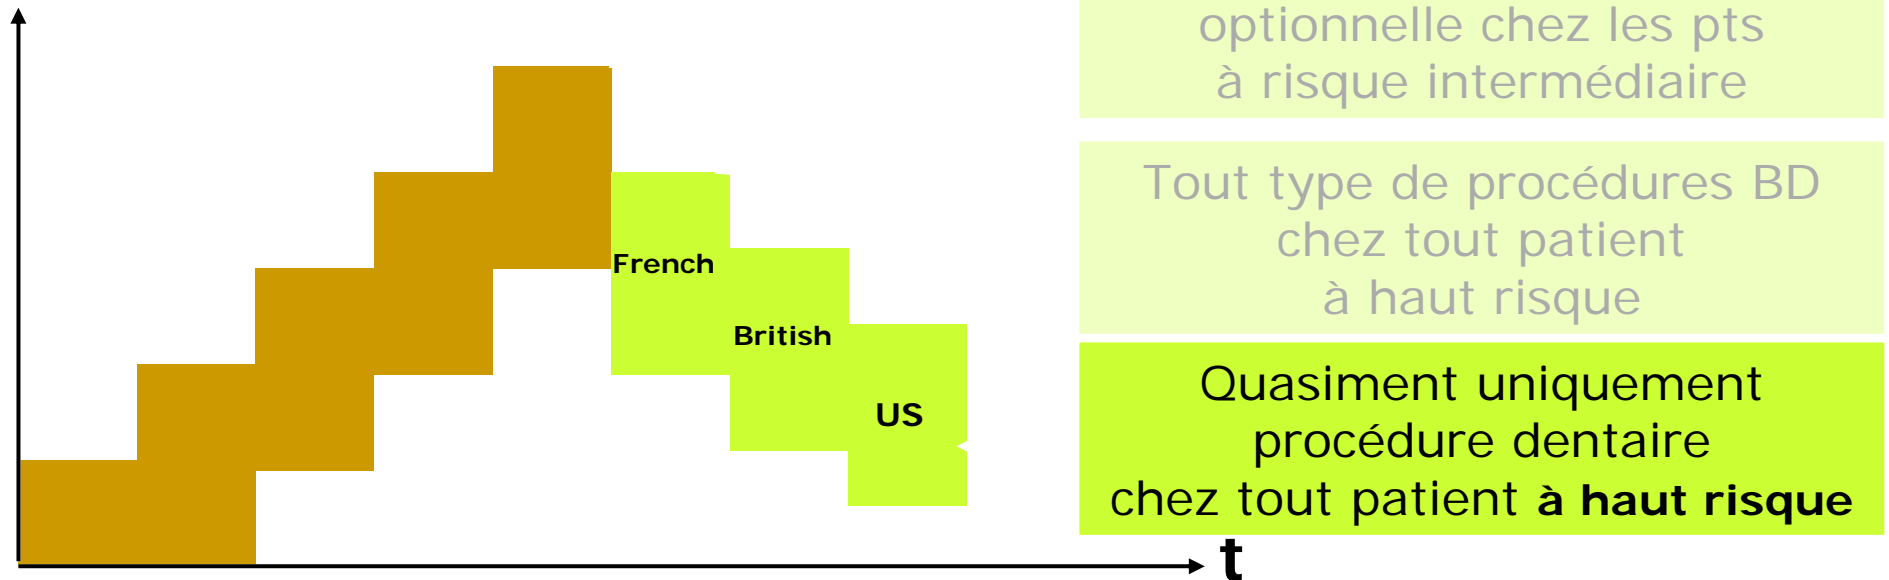 optionnelle chez les pts
à risque intermédiaire
Tout type de procédures BD
chez tout patient
à haut risque
French
British
US
Quasiment uniquement
procédure dentaire
chez tout patient à haut risque
t